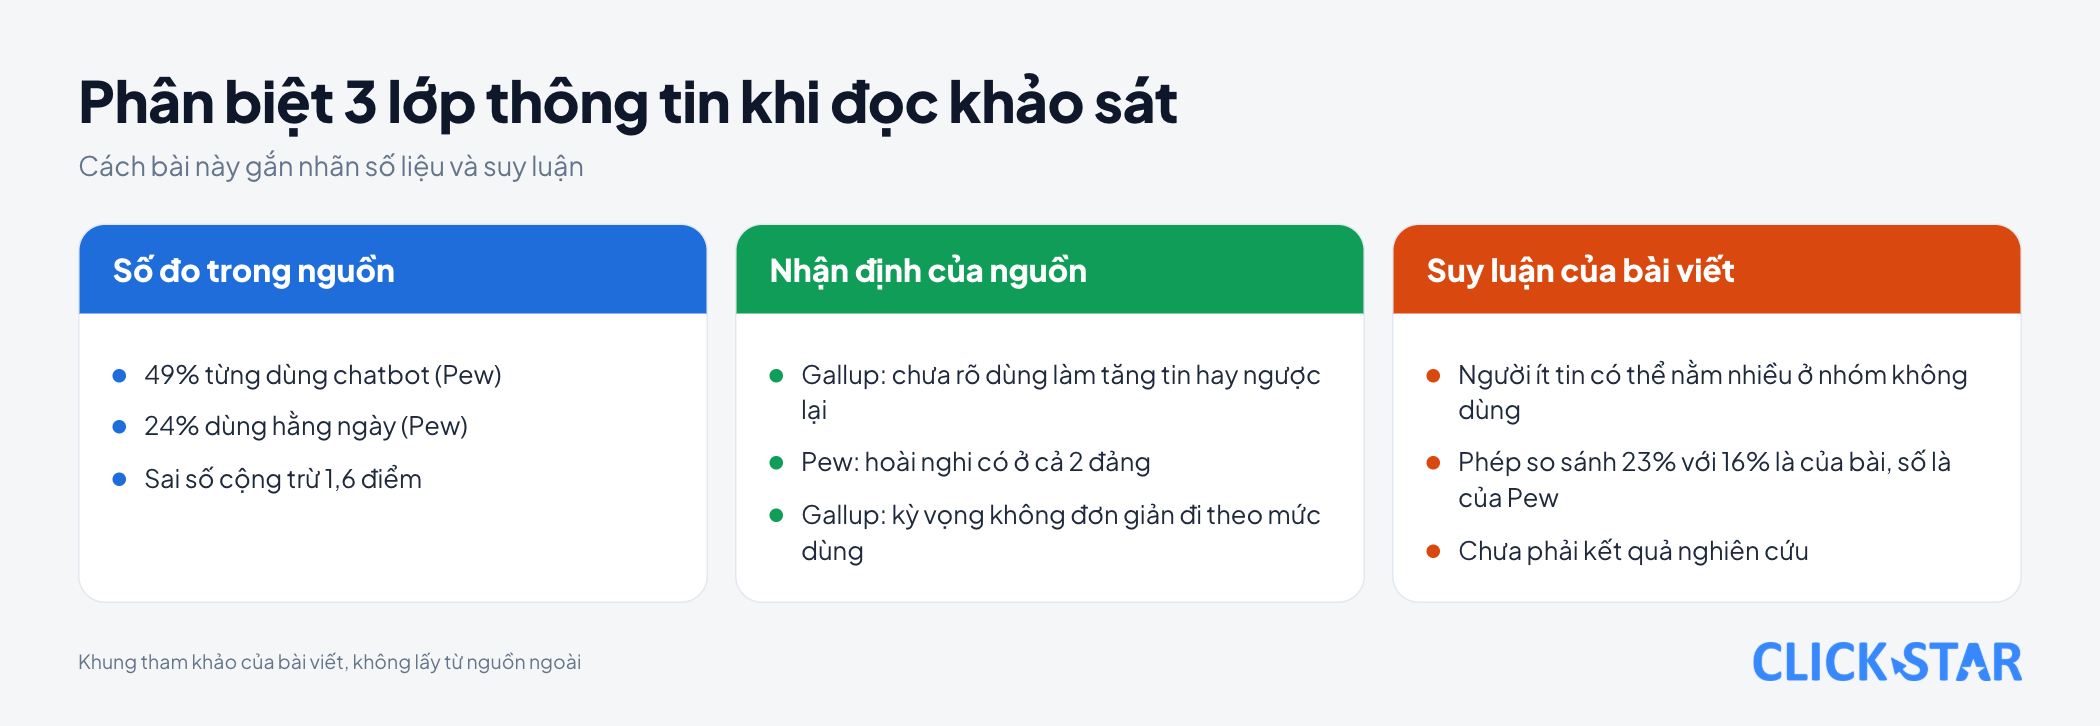 Phân biệt 3 lớp thông tin khi đọc khảo sát
Cách bài này gắn nhãn số liệu và suy luận
Số đo trong nguồn
49% từng dùng chatbot (Pew)
24% dùng hằng ngày (Pew)
Sai số cộng trừ 1,6 điểm
Nhận định của nguồn
Gallup: chưa rõ dùng làm tăng tin hay ngược
lại
Pew: hoài nghi có ở cả 2 đảng
Gallup: kỳ vọng không đơn giản đi theo mức
dùng
Suy luận của bài viết
Người ít tin có thể nằm nhiều ở nhóm không
dùng
Phép so sánh 23% với 16% là của bài, số là
của Pew
Chưa phải kết quả nghiên cứu
Khung tham khảo của bài viết, không lấy từ nguồn ngoài
CLICK STAR